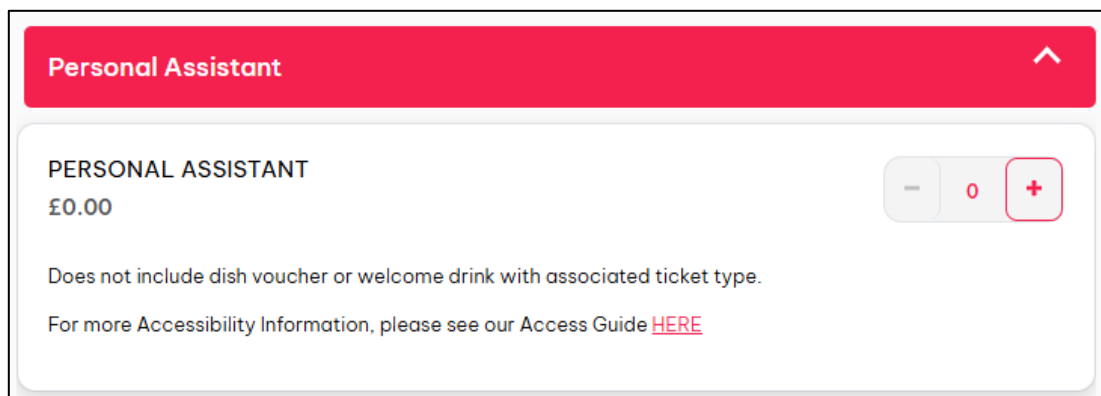 Personal Assistant
PERSONAL ASSISTANT
£0.00
− 0 +
Does not include dish voucher or welcome drink with associated ticket type.
For more Accessibility Information, please see our Access Guide HERE